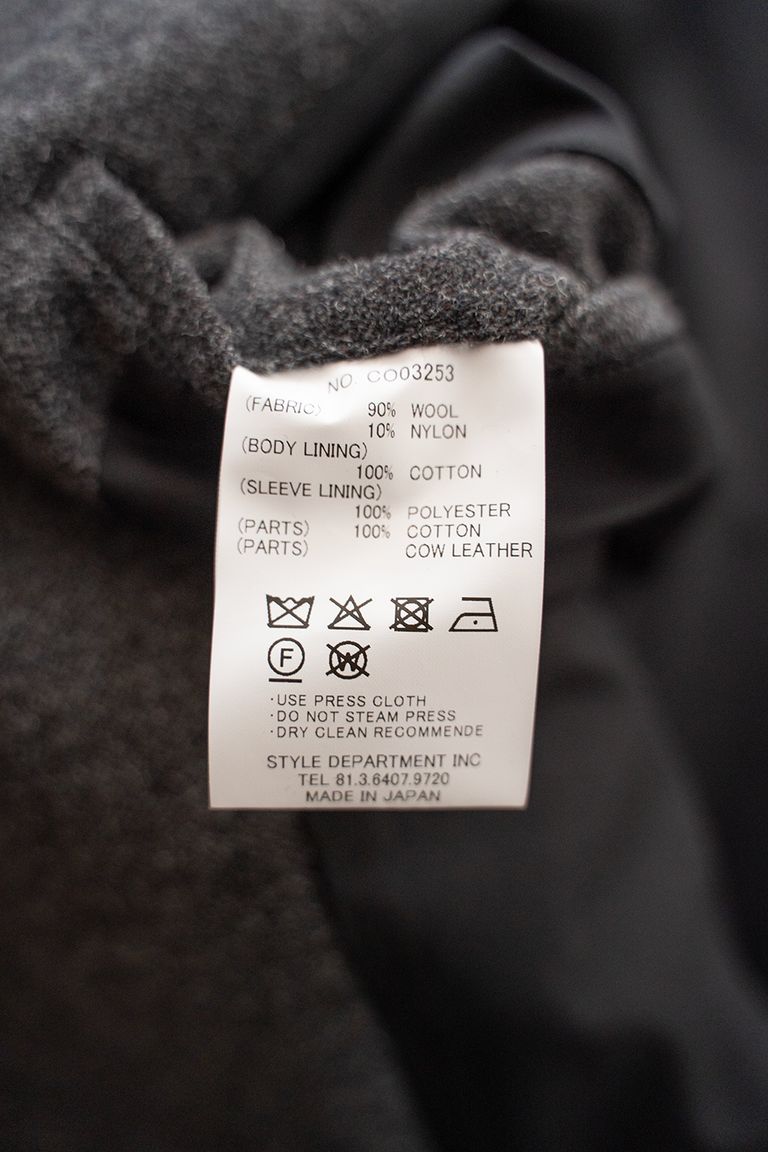 NO. CO03253
(FABRIC) 90% WOOL
10% NYLON
(BODY LINING)
100% COTTON
(SLEEVE LINING)
100% POLYESTER
(PARTS) 100% COTTON
(PARTS) COW LEATHER
F W
·USE PRESS CLOTH
·DO NOT STEAM PRESS
·DRY CLEAN RECOMMENDE
STYLE DEPARTMENT INC
TEL 81.3.6407.9720
MADE IN JAPAN